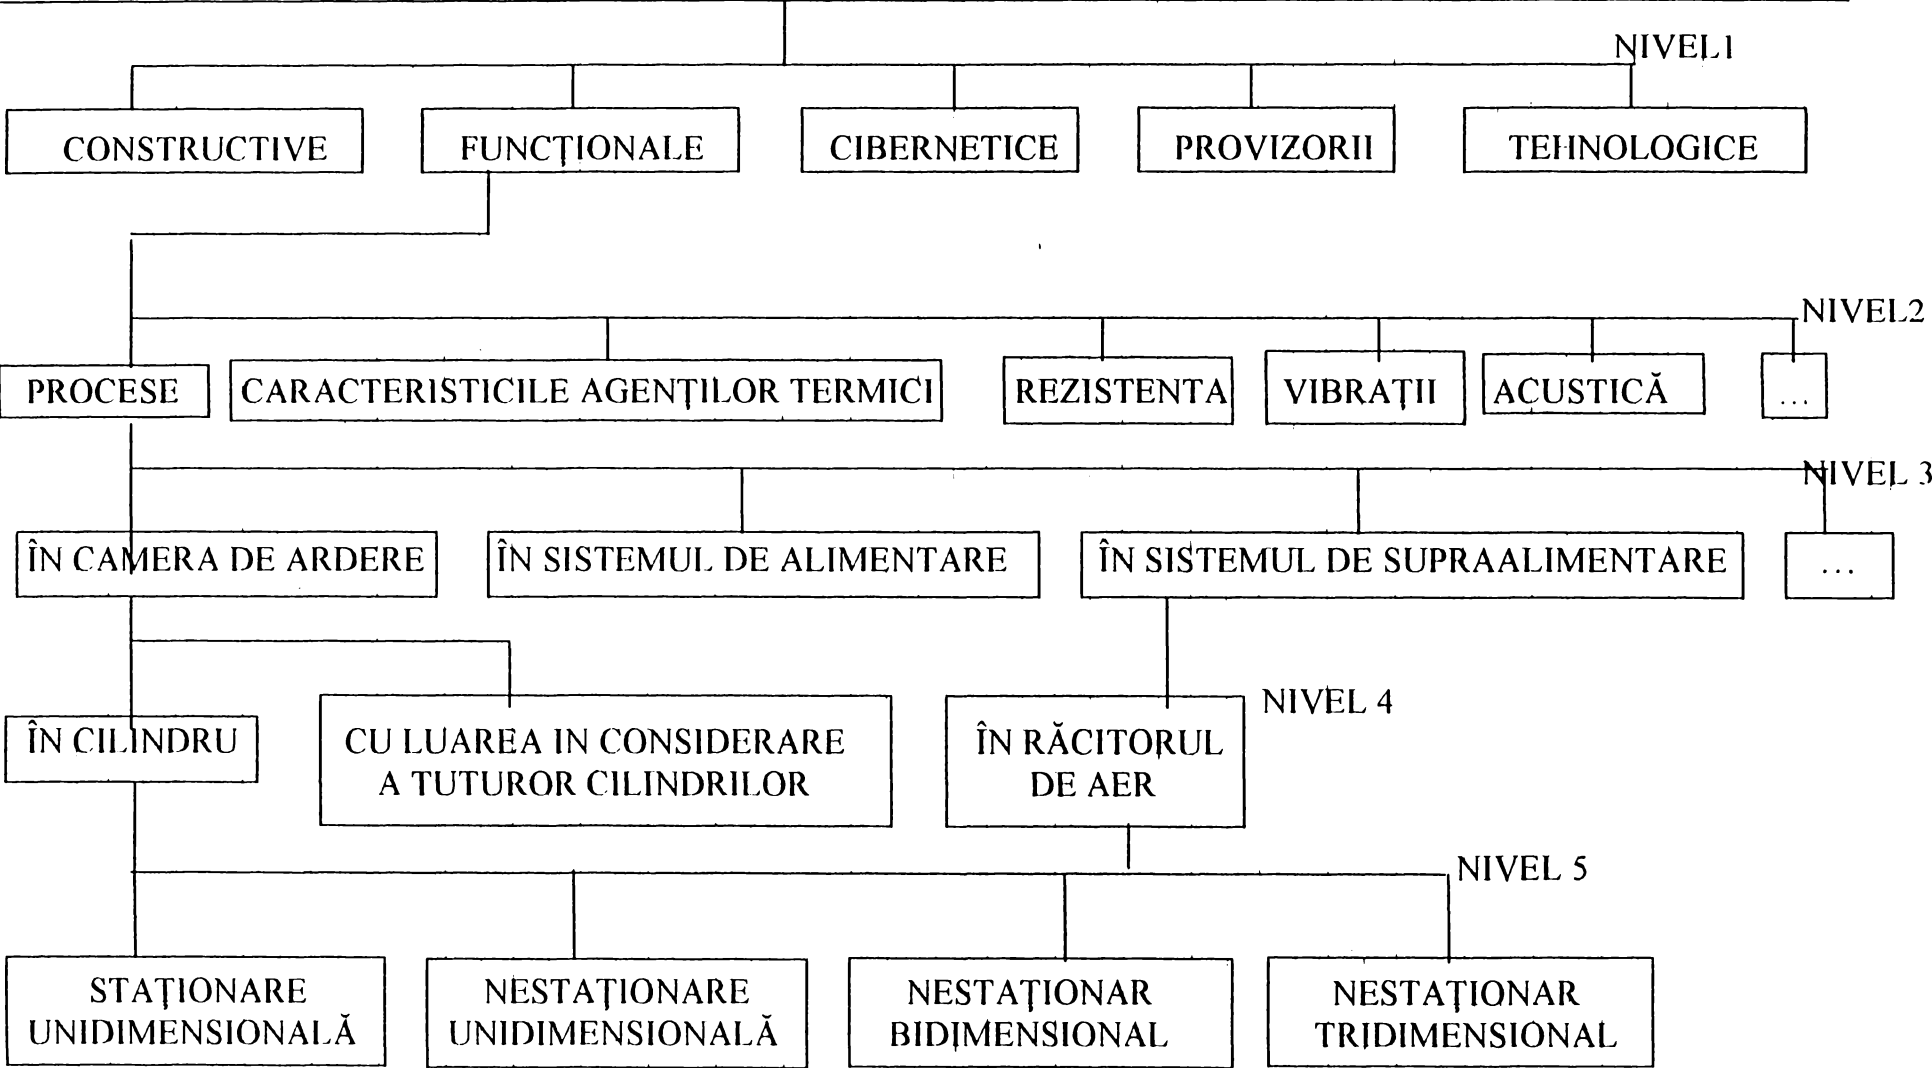 NIVEL1
CONSTRUCTIVE
FUNCȚIONALE
CIBERNETICE
PROVIZORII
TEHNOLOGICE
NIVEL2
PROCESE
CARACTERISTICILE AGENȚILOR TERMICI
REZISTENTA
VIBRAȚII
ACUSTICĂ
...
NIVEL 3
ÎN CAMERA DE ARDERE
ÎN SISTEMUL DE ALIMENTARE
ÎN SISTEMUL DE SUPRAALIMENTARE
...
NIVEL 4
ÎN CILINDRU
CU LUAREA IN CONSIDERARE
A TUTUROR CILINDRILOR
ÎN RĂCITORUL
DE AER
NIVEL 5
STAȚIONARE
UNIDIMENSIONALĂ
NESTAȚIONARE
UNIDIMENSIONALĂ
NESTAȚIONAR
BIDIMENSIONAL
NESTAȚIONAR
TRIDIMENSIONAL